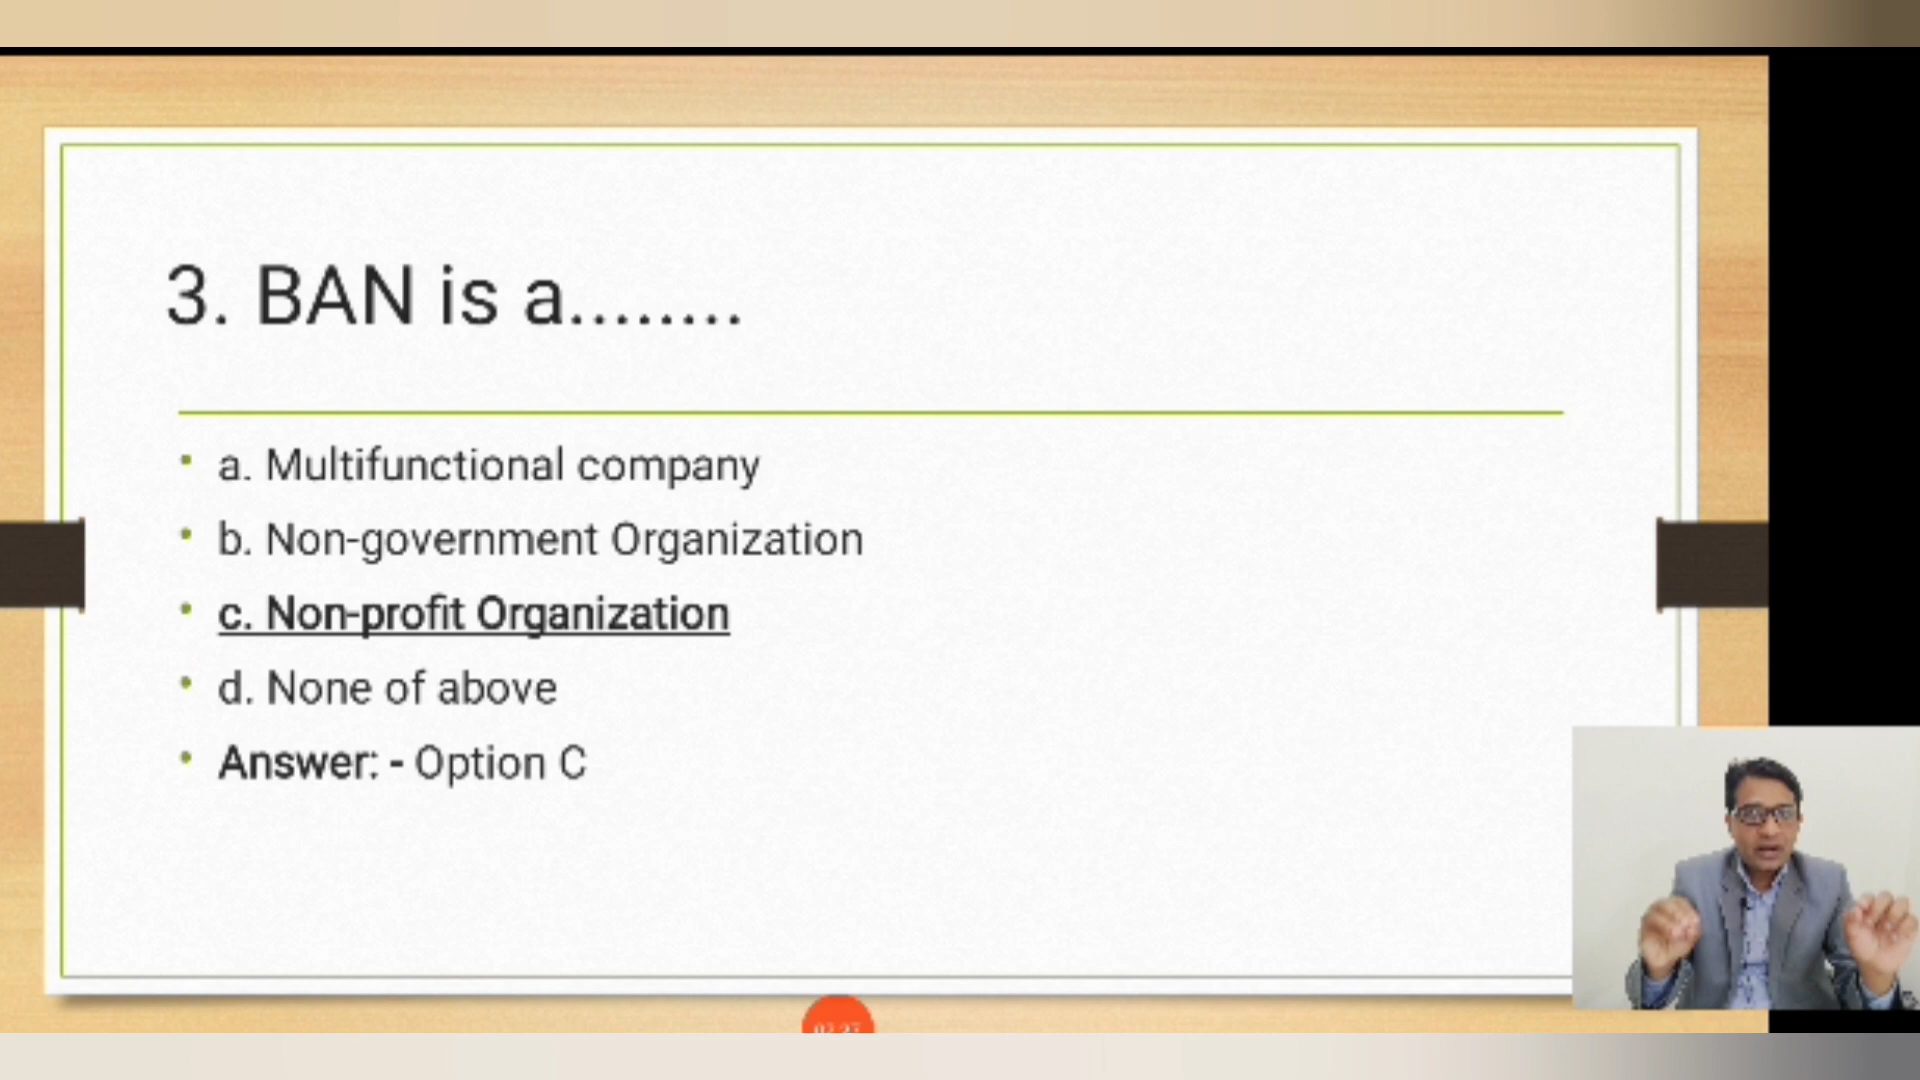 3. BAN is a........
a. Multifunctional company
b. Non-government Organization
c. Non-profit Organization
d. None of above
Answer: - Option C